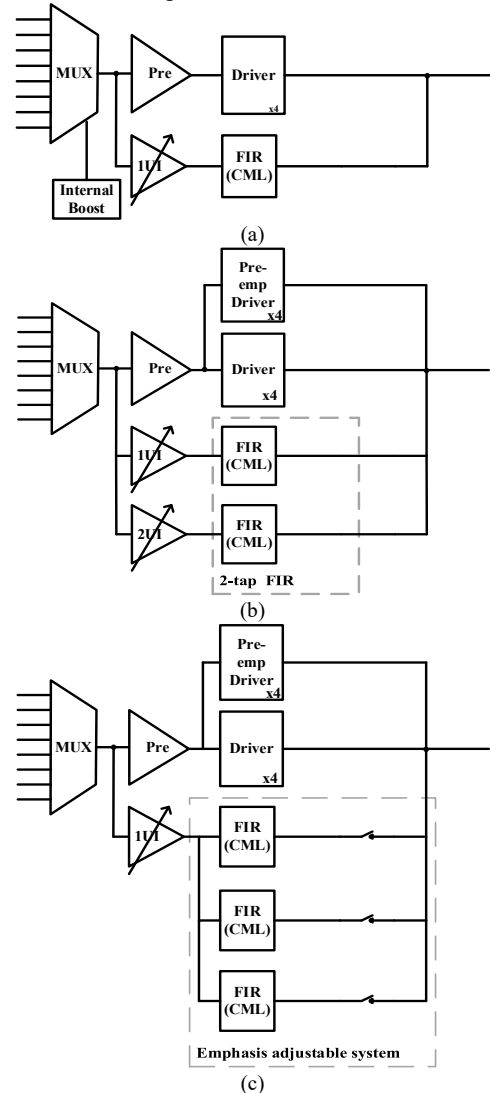 MUX
Pre
Driver
x4
1UI
FIR
(CML)
Internal
Boost
(a)
Pre-
emp
Driver
x4
MUX
Pre
Driver
x4
1UI
FIR
(CML)
2UI
FIR
(CML)
2-tap FIR
(b)
Pre-
emp
Driver
x4
MUX
Pre
Driver
x4
1UI
FIR
(CML)
FIR
(CML)
FIR
(CML)
Emphasis adjustable system
(c)